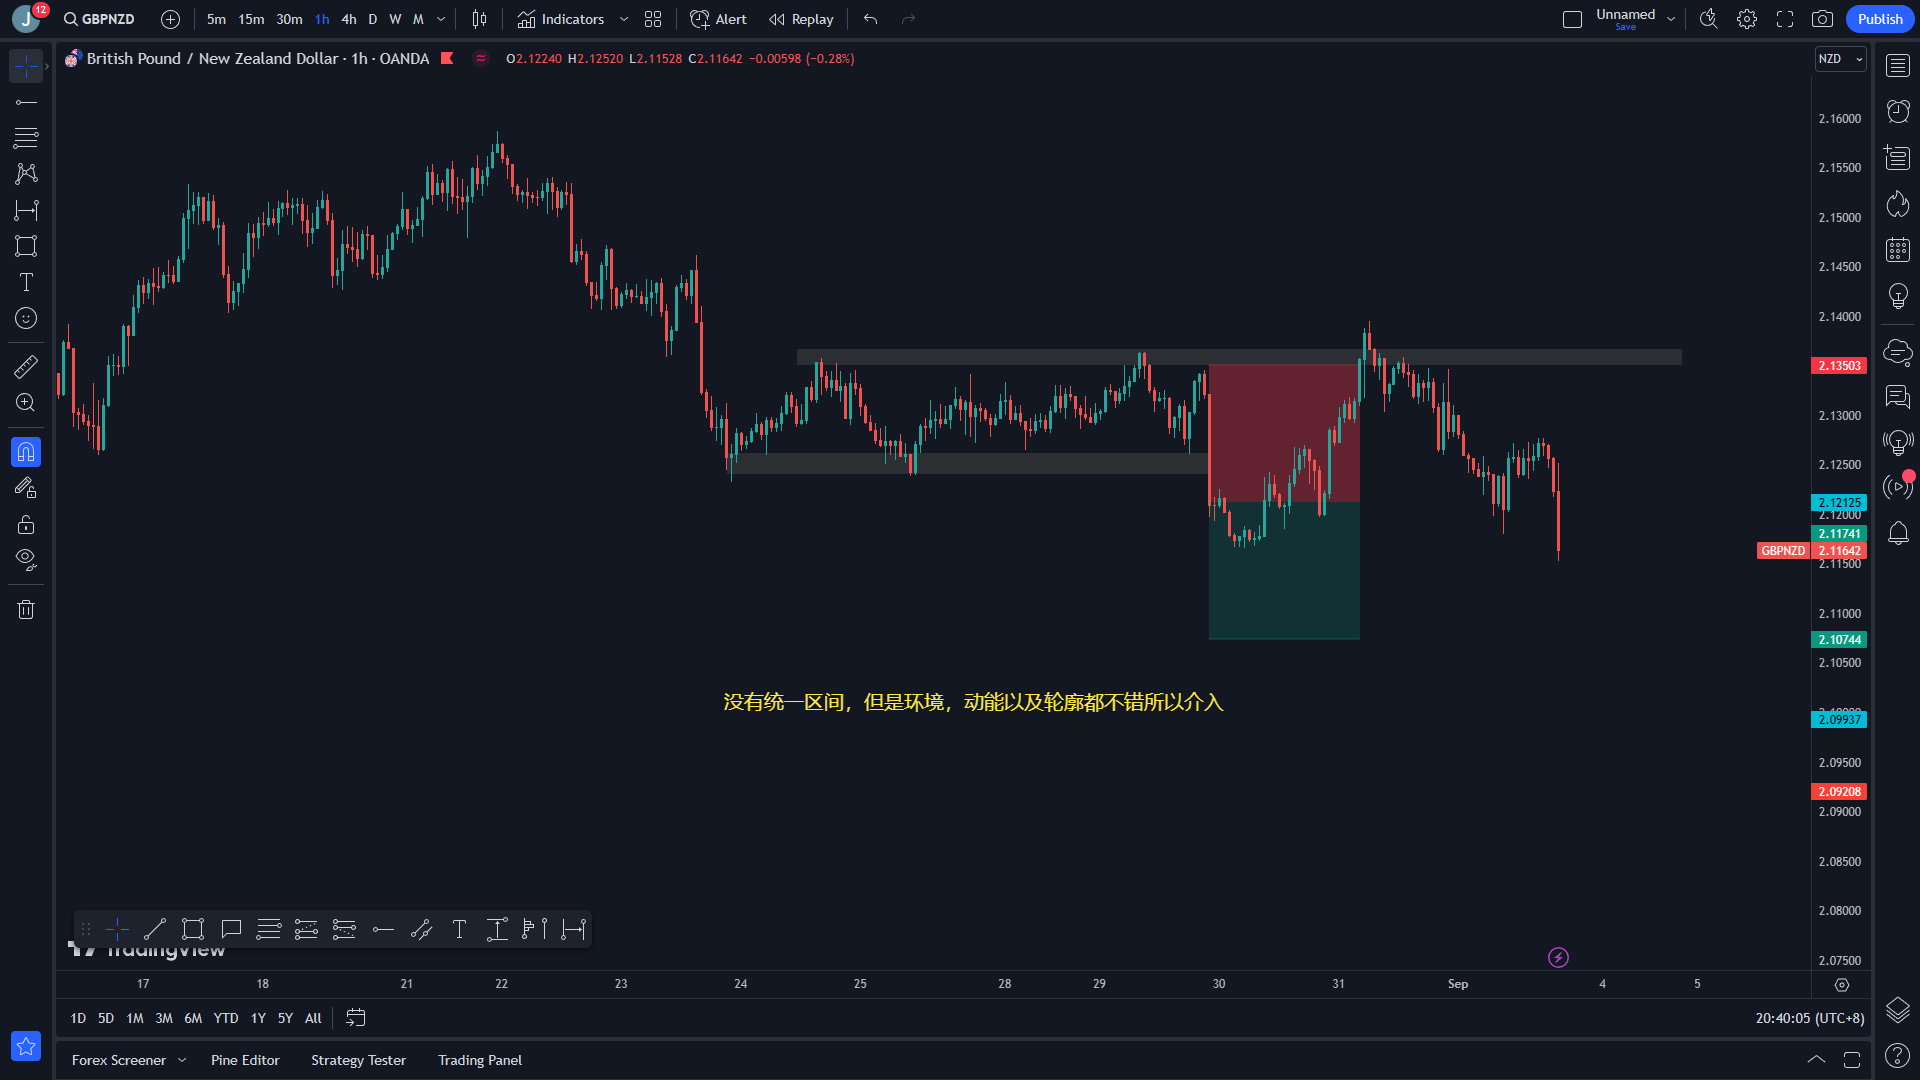 J
12
GBPNZD
5m 15m 30m 1h 4h D W M
Indicators
Alert
Replay
Unnamed
Save
Publish
British Pound / New Zealand Dollar · 1h · OANDA
O2.12240 H2.12520 L2.11528 C2.11642 −0.00598 (−0.28%)
NZD
2.16000
2.15500
2.15000
2.14500
2.14000
2.13503
2.13000
2.12500
2.12125
2.12000
2.11741
GBPNZD 2.11642
2.11500
2.11000
2.10744
2.10500
没有统一区间，但是环境，动能以及轮廓都不错所以介入
2.10000
2.09937
2.09500
2.09208
2.09000
2.08500
2.08000
2.07500
TradingView
17 18 21 22 23 24 25 28 29 30 31 Sep 4 5
1D 5D 1M 3M 6M YTD 1Y 5Y All
20:40:05 (UTC+8)
Forex Screener Pine Editor Strategy Tester Trading Panel